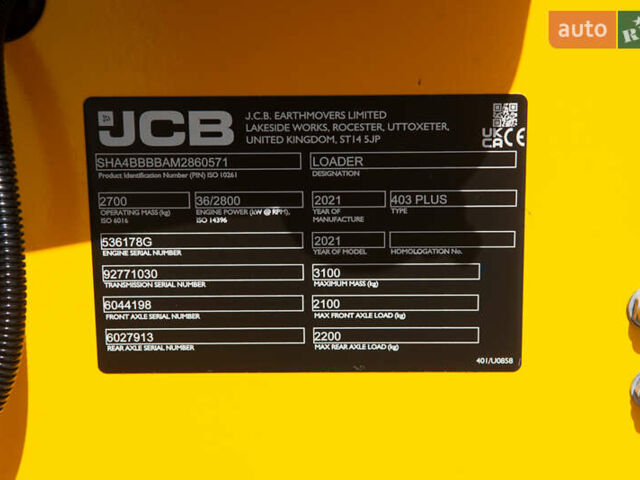 auto
JCB
J.C.B. EARTHMOVERS LIMITED
LAKESIDE WORKS, ROCESTER, UTTOXETER,
UNITED KINGDOM, ST14 5JP
UK
CA CE
SHA4BBBBAM2860571 LOADER
Product Identification Number (PIN) ISO 10261 DESIGNATION
2700 36/2800 2021 403 PLUS
OPERATING MASS (kg) ENGINE POWER (kW @ RPM), YEAR OF TYPE
ISO 6016 ISO 14396 MANUFACTURE
536178G 2021
ENGINE SERIAL NUMBER YEAR OF MODEL HOMOLOGATION No.
92771030 3100
TRANSMISSION SERIAL NUMBER MAXIMUM MASS (kg)
6044198 2100
FRONT AXLE SERIAL NUMBER MAX FRONT AXLE LOAD (kg)
6027913 2200
REAR AXLE SERIAL NUMBER MAX REAR AXLE LOAD (kg)
401/U0858